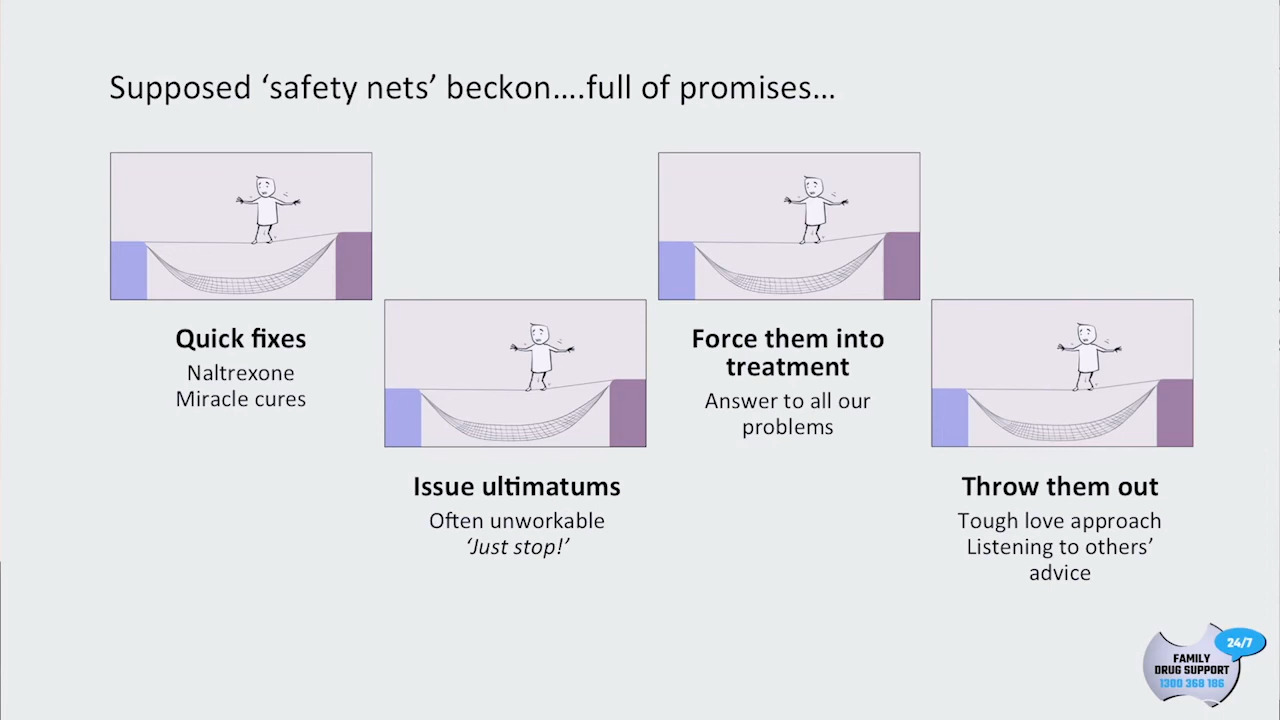 Supposed ‘safety nets’ beckon....full of promises...
Quick fixes
Naltrexone
Miracle cures
Issue ultimatums
Often unworkable
‘Just stop!’
Force them into
treatment
Answer to all our
problems
Throw them out
Tough love approach
Listening to others’
advice
24/7
FAMILY
DRUG SUPPORT
1300 368 186